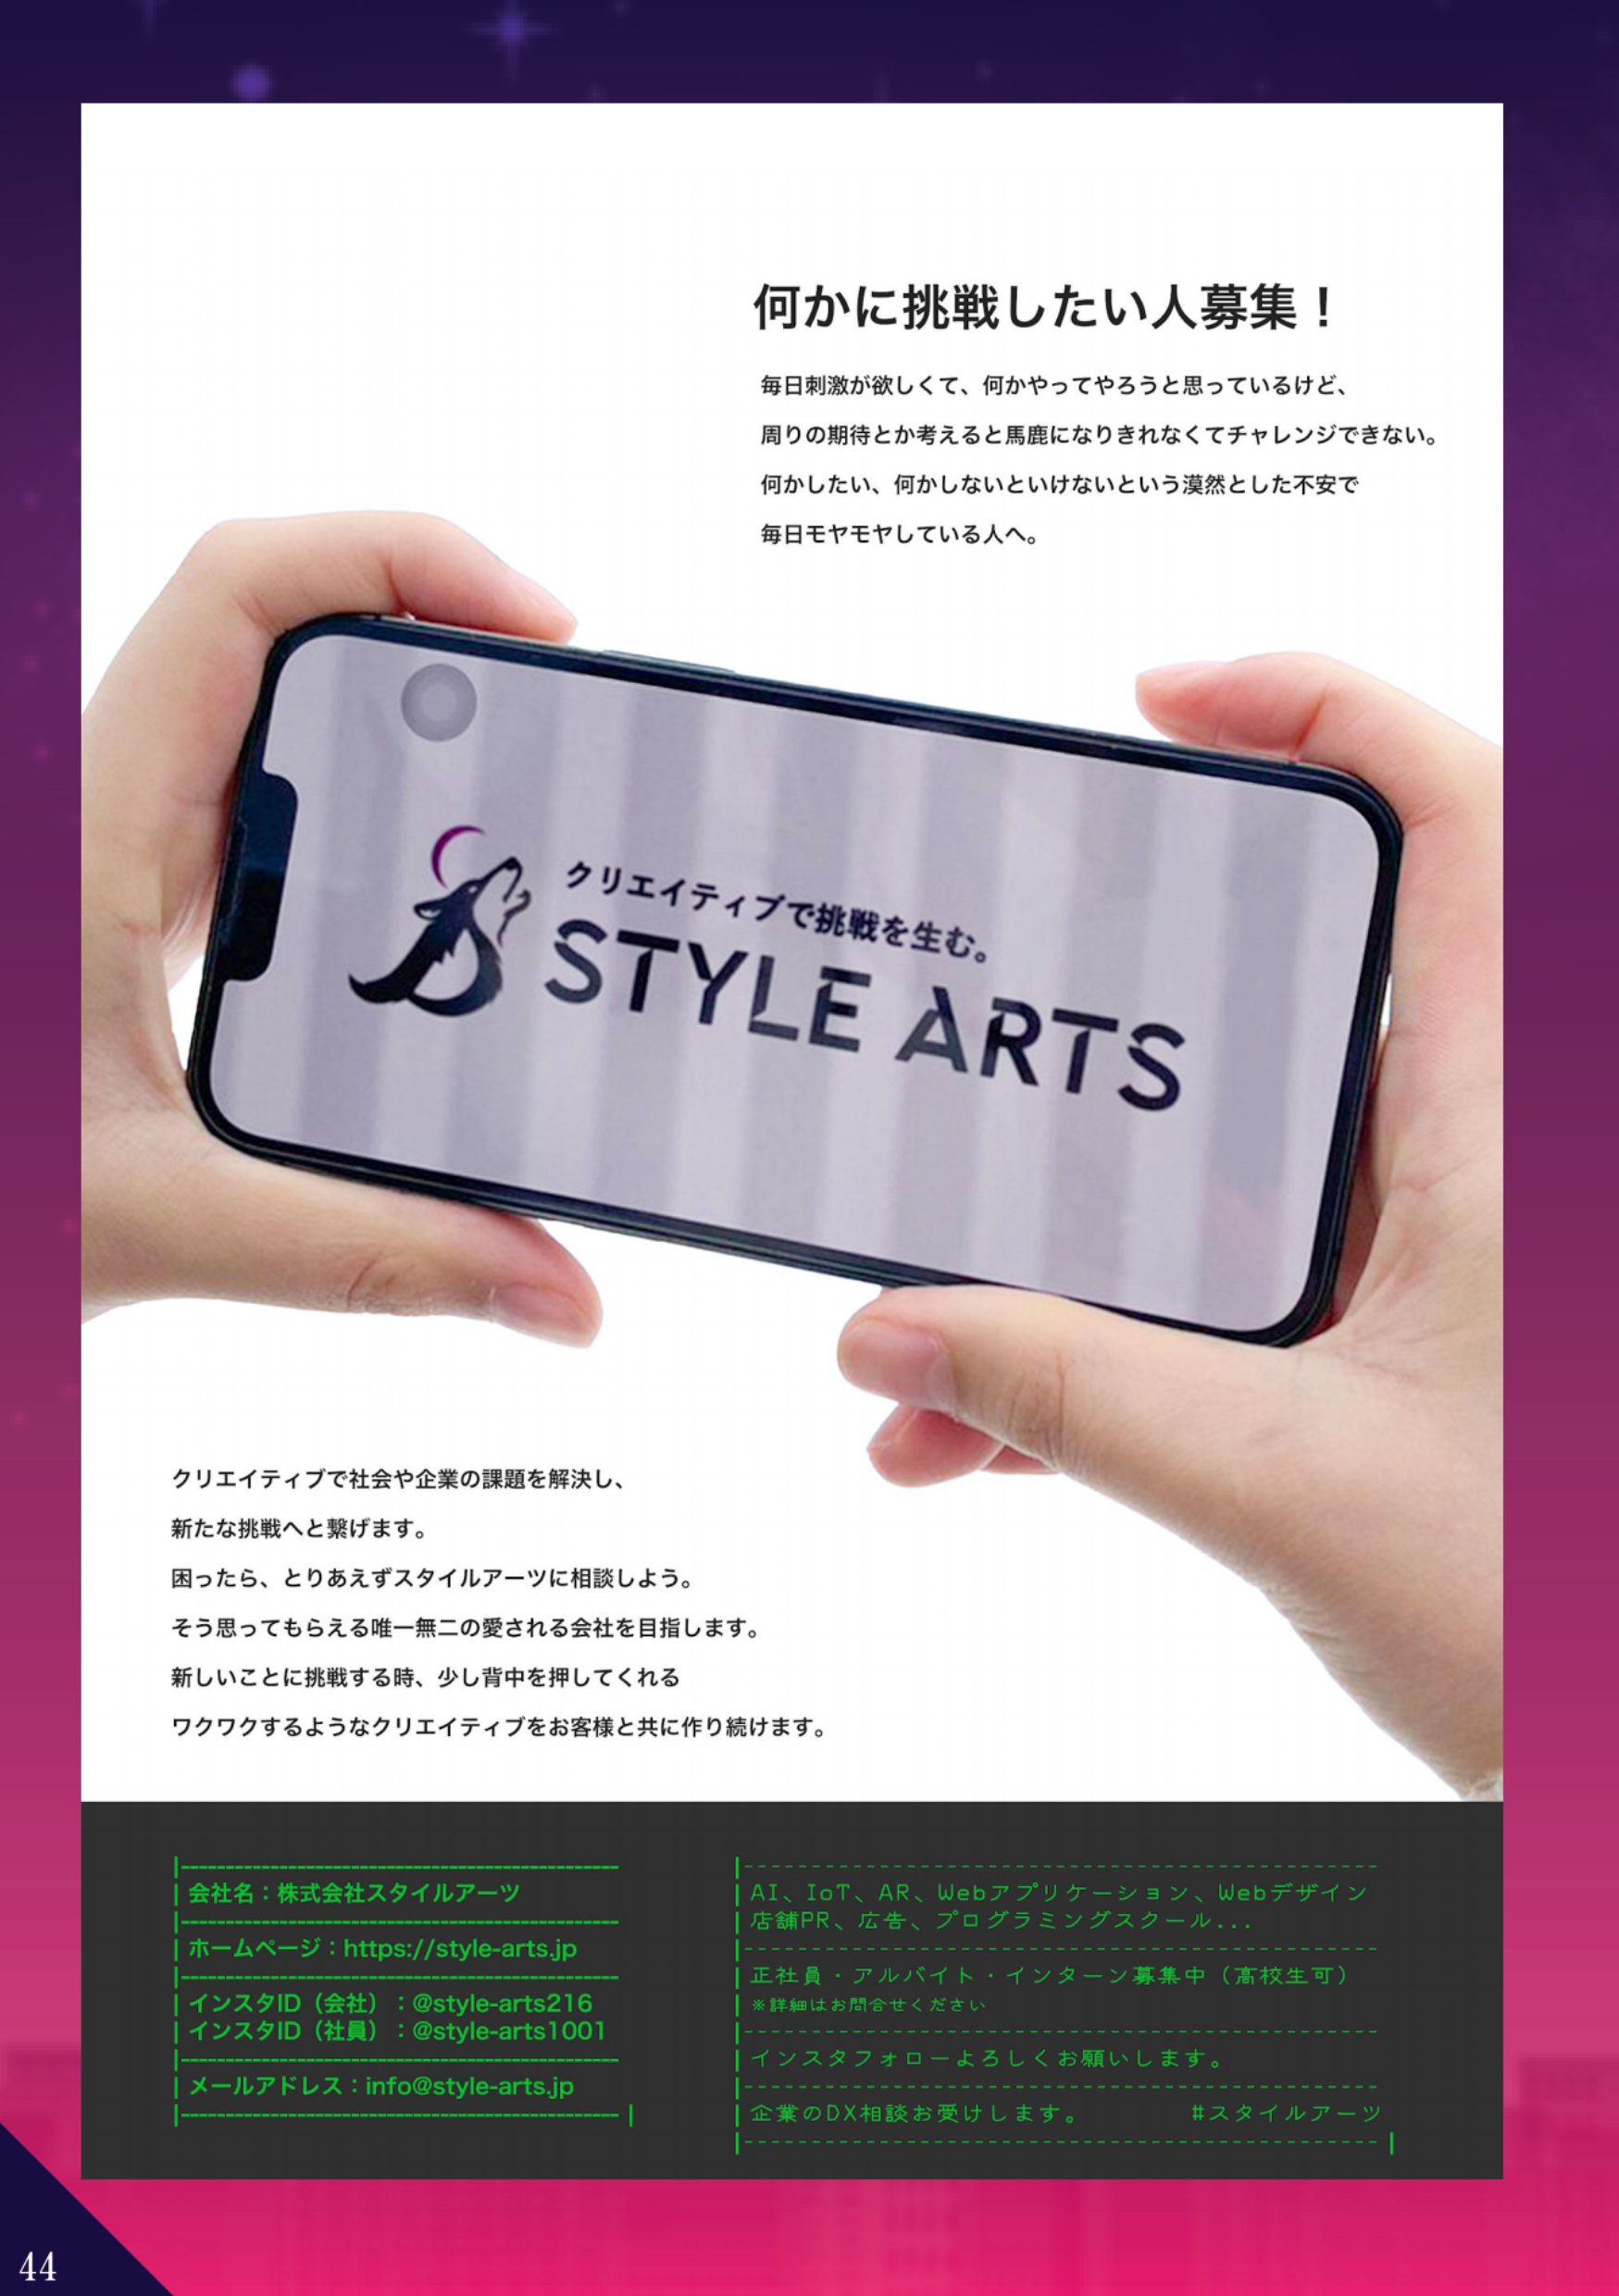 何かに挑戦したい人募集！
毎日刺激が欲しくて、何かやってやろうと思っているけど、
周りの期待とか考えると馬鹿になりきれなくてチャレンジできない。
何かしたい、何かしないといけないという漠然とした不安で
毎日モヤモヤしている人へ。
クリエイティブで挑戦を生む。
STYLE ARTS
クリエイティブで社会や企業の課題を解決し、
新たな挑戦へと繋げます。
困ったら、とりあえずスタイルアーツに相談しよう。
そう思ってもらえる唯一無二の愛される会社を目指します。
新しいことに挑戦する時、少し背中を押してくれる
ワクワクするようなクリエイティブをお客様と共に作り続けます。
会社名：株式会社スタイルアーツ
ホームページ：https://style-arts.jp
インスタID（会社）：@style-arts216
インスタID（社員）：@style-arts1001
メールアドレス：info@style-arts.jp
AI、IoT、AR、Webアプリケーション、Webデザイン
店舗PR、広告、プログラミングスクール...
正社員・アルバイト・インターン募集中（高校生可）
※詳細はお問合せください
インスタフォローよろしくお願いします。
企業のDX相談お受けします。 #スタイルアーツ
44